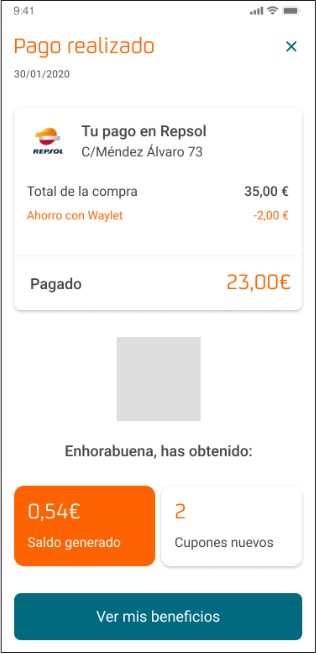 9:41
Pago realizado
30/01/2020
Tu pago en Repsol
C/Méndez Álvaro 73
REPSOL
Total de la compra 35,00 €
Ahorro con Waylet -2,00 €
Pagado 23,00€
Enhorabuena, has obtenido:
0,54€ 2
Saldo generado Cupones nuevos
Ver mis beneficios